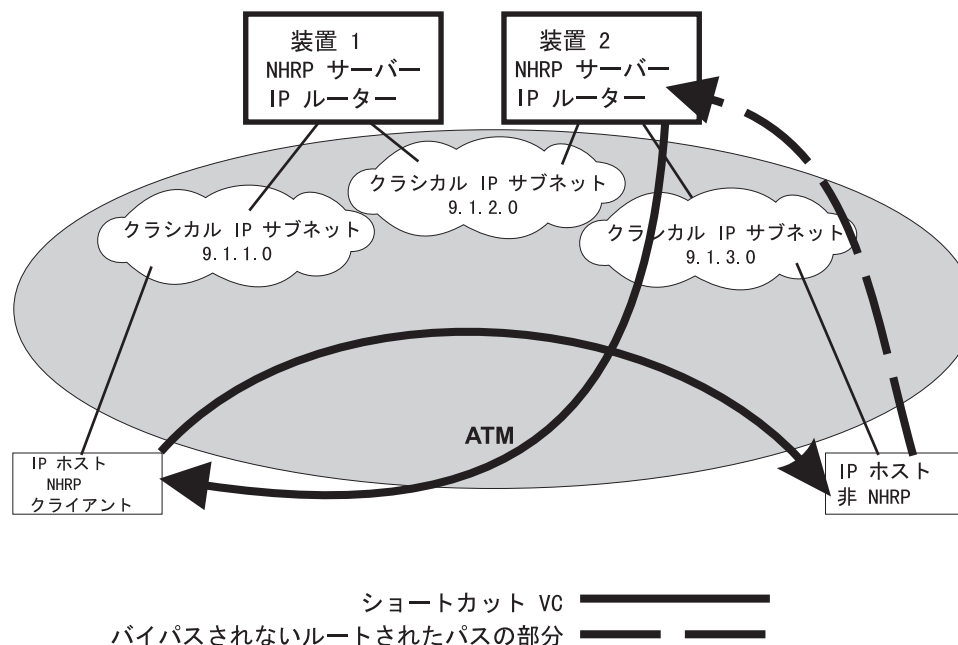 装置 1
NHRP サーバー
IP ルーター
装置 2
NHRP サーバー
IP ルーター
クラシカル IP サブネット
9.1.2.0
クラシカル IP サブネット
9.1.1.0
クラシカル IP サブネット
9.1.3.0
ATM
IP ホスト
NHRP
クライアント
IP ホスト
非 NHRP
ショートカット VC
バイパスされないルートされたパスの部分